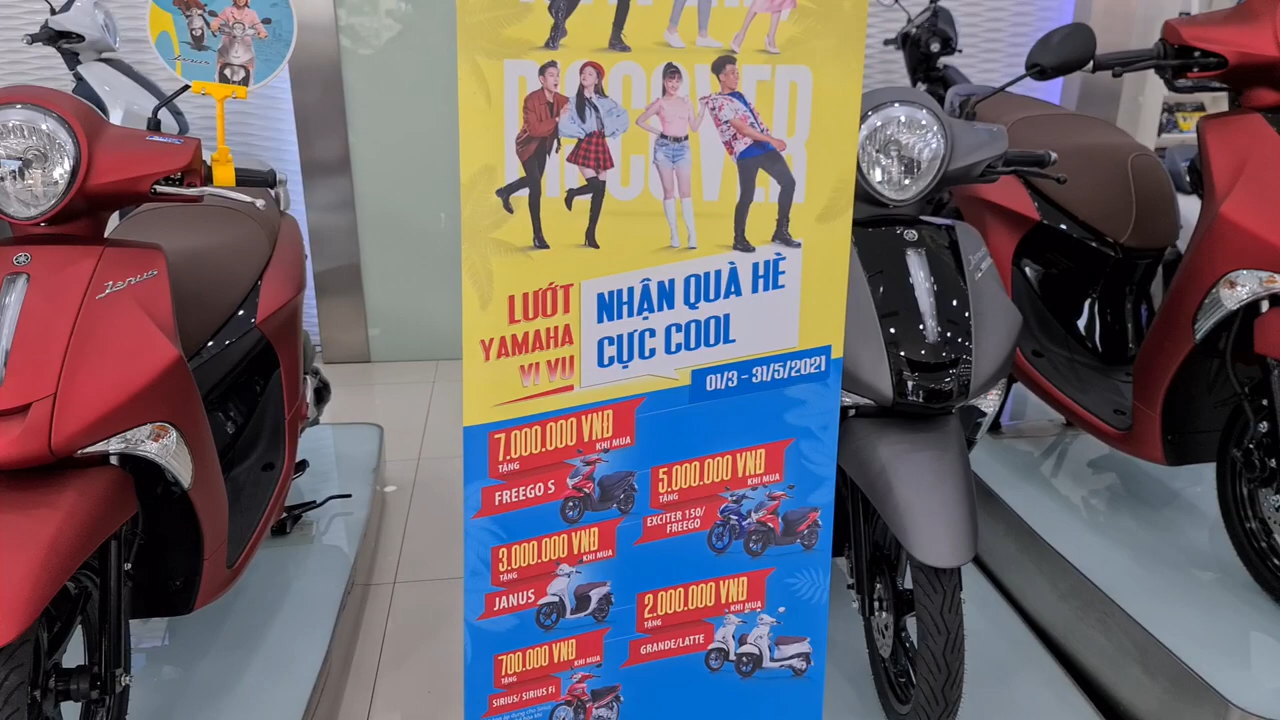 Janus
Janus
DISCOVER
LƯỚT
YAMAHA
VI VU
NHẬN QUÀ HÈ
CỰC COOL
01/3 - 31/5/2021
7.000.000 VNĐ
TẶNG KHI MUA
FREEGO S
5.000.000 VNĐ
TẶNG KHI MUA
EXCITER 150/
FREEGO
3.000.000 VNĐ
TẶNG KHI MUA
JANUS
2.000.000 VNĐ
TẶNG KHI MUA
GRANDE/LATTE
700.000 VNĐ
TẶNG KHI MUA
SIRIUS/ SIRIUS Fi